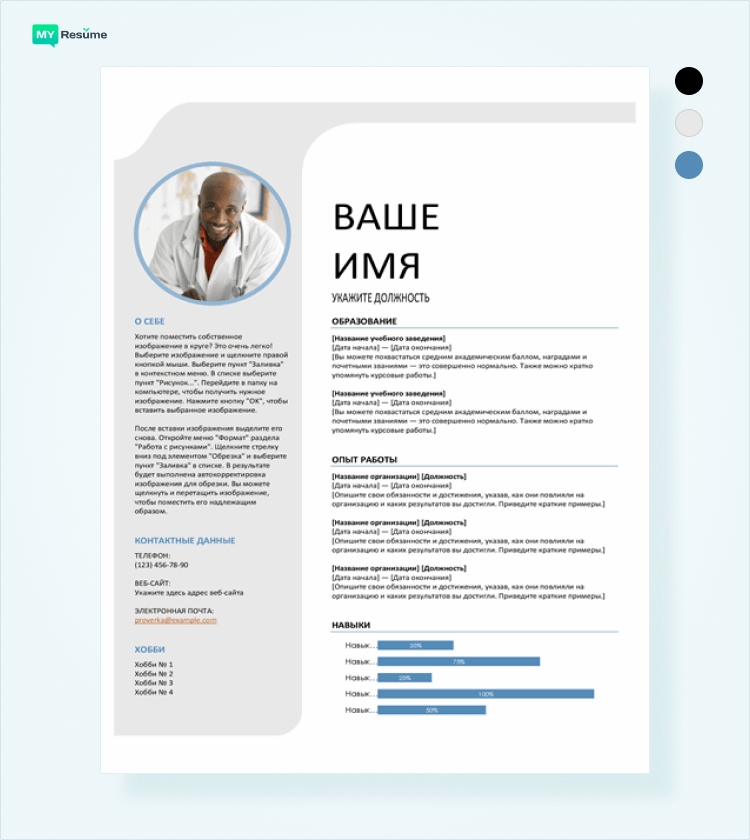 MY Resume
ВАШЕ
ИМЯ
УКАЖИТЕ ДОЛЖНОСТЬ
О СЕБЕ
Хотите поместить собственное
изображение в круге? Это очень легко!
Выберите изображение и щелкните правой
кнопкой мыши. Выберите пункт "Заливка"
в контекстном меню. В списке выберите
пункт "Рисунок...". Перейдите в папку на
компьютере, чтобы получить нужное
изображение. Нажмите кнопку "ОК", чтобы
вставить выбранное изображение.
После вставки изображения выделите его
снова. Откройте меню "Формат" раздела
"Работа с рисунками". Щелкните стрелку
вниз под элементом "Обрезка" и выберите
пункт "Заливка" в списке. В результате
будет выполнена автокорректировка
изображения для обрезки. Вы можете
щелкнуть и перетащить изображение,
чтобы поместить его надлежащим
образом.
КОНТАКТНЫЕ ДАННЫЕ
ТЕЛЕФОН:
(123) 456-78-90
ВЕБ-САЙТ:
Укажите здесь адрес веб-сайта
ЭЛЕКТРОННАЯ ПОЧТА:
proverka@example.com
ХОББИ
Хобби № 1
Хобби № 2
Хобби № 3
Хобби № 4
ОБРАЗОВАНИЕ
[Название учебного заведения]
[Дата начала] — [Дата окончания]
[Вы можете похвастаться средним академическим баллом, наградами и
почетными званиями — это совершенно нормально. Также можно кратко
упомянуть курсовые работы.]
[Название учебного заведения]
[Дата начала] — [Дата окончания]
[Вы можете похвастаться средним академическим баллом, наградами и
почетными званиями — это совершенно нормально. Также можно кратко
упомянуть курсовые работы.]
ОПЫТ РАБОТЫ
[Название организации] [Должность]
[Дата начала] — [Дата окончания]
[Опишите свои обязанности и достижения, указав, как они повлияли на
организацию и каких результатов вы достигли. Приведите краткие примеры.]
[Название организации] [Должность]
[Дата начала] — [Дата окончания]
[Опишите свои обязанности и достижения, указав, как они повлияли на
организацию и каких результатов вы достигли. Приведите краткие примеры.]
[Название организации] [Должность]
[Дата начала] — [Дата окончания]
[Опишите свои обязанности и достижения, указав, как они повлияли на
организацию и каких результатов вы достигли. Приведите краткие примеры.]
НАВЫКИ
Навык... 
Навык... 75%
Навык... 25%
Навык... 100%
Навык... 50%